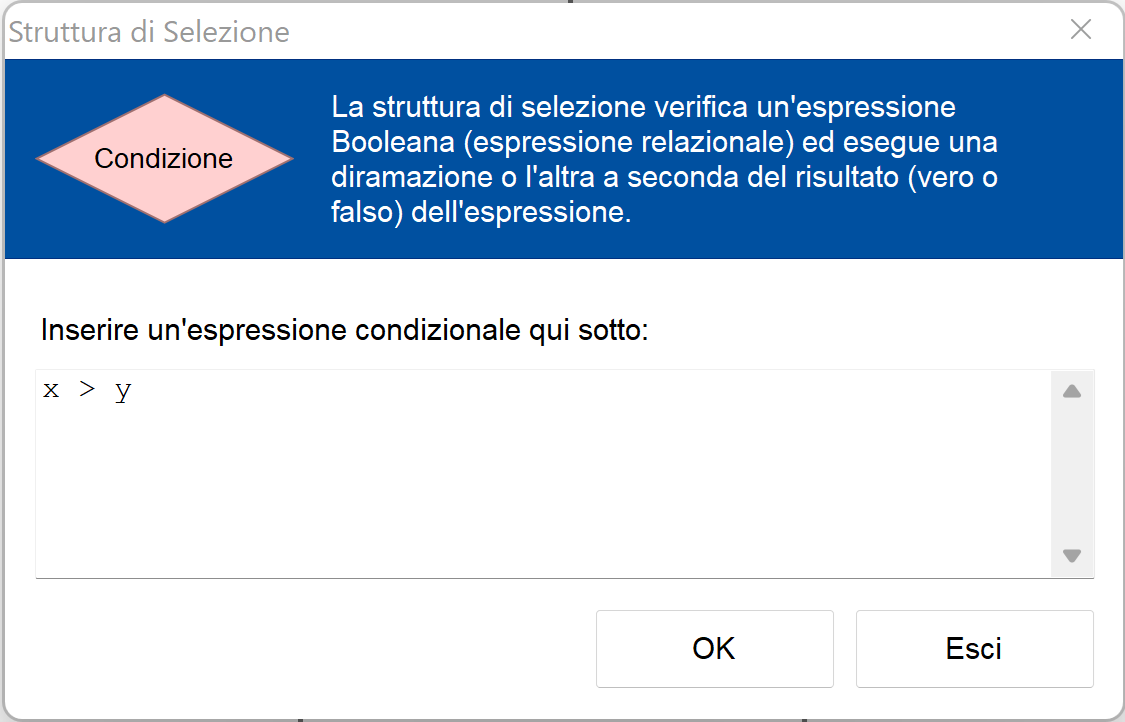 Struttura di Selezione
Condizione
La struttura di selezione verifica un'espressione
Booleana (espressione relazionale) ed esegue una
diramazione o l'altra a seconda del risultato (vero o
falso) dell'espressione.
Inserire un'espressione condizionale qui sotto:
x > y
OK
Esci